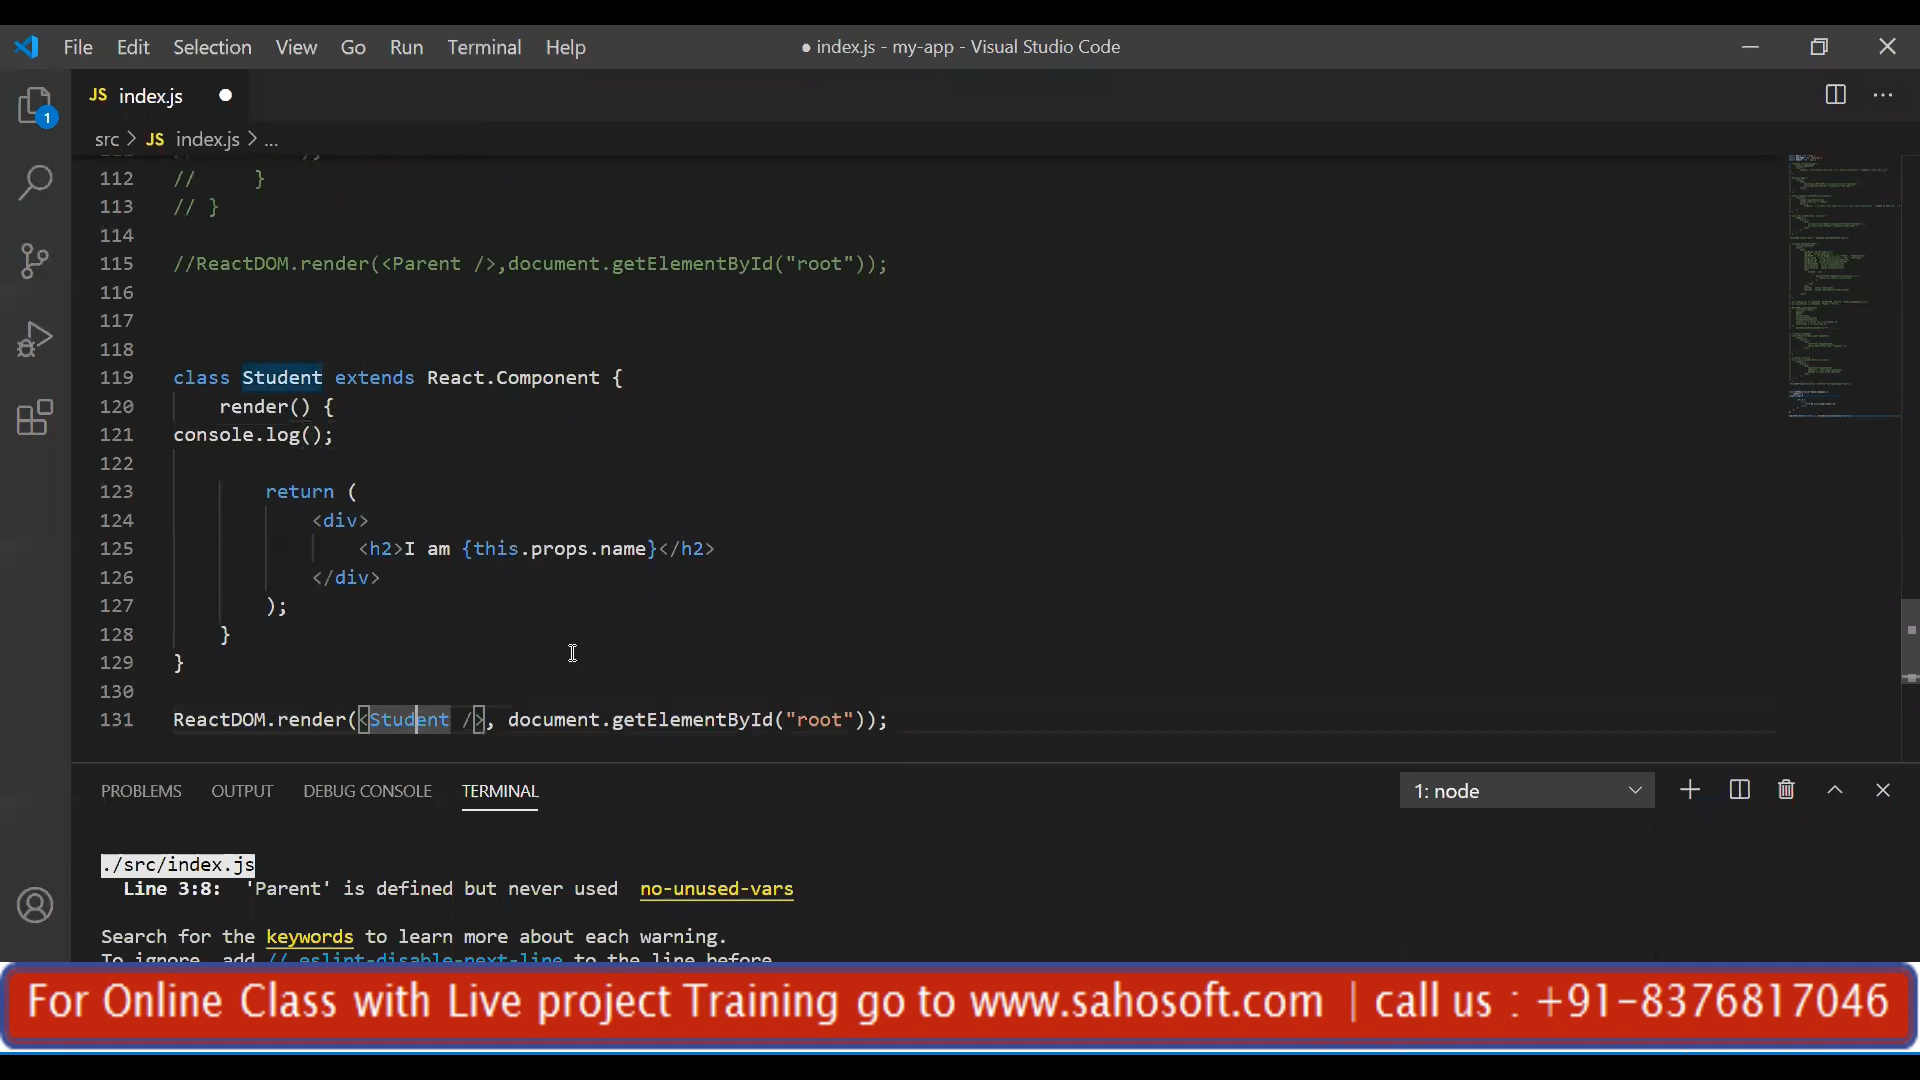 File Edit Selection View Go Run Terminal Help ● index.js - my-app - Visual Studio Code
JS index.js ●
1
src > JS index.js > ...
112 //      }
113 // }
114
115 //ReactDOM.render(<Parent />,document.getElementById("root"));
116
117
118
119 class Student extends React.Component {
120     render() {
121 console.log();
122
123         return (
124             <div>
125                 <h2>I am {this.props.name}</h2>
126             </div>
127         );
128     }
129 }
130
131 ReactDOM.render(<Student />, document.getElementById("root"));
PROBLEMS OUTPUT DEBUG CONSOLE TERMINAL 1: node
./src/index.js
Line 3:8: 'Parent' is defined but never used no-unused-vars
Search for the keywords to learn more about each warning.
To ignore, add // eslint-disable-next-line to the line before
For Online Class with Live project Training go to www.sahosoft.com | call us : +91-8376817046